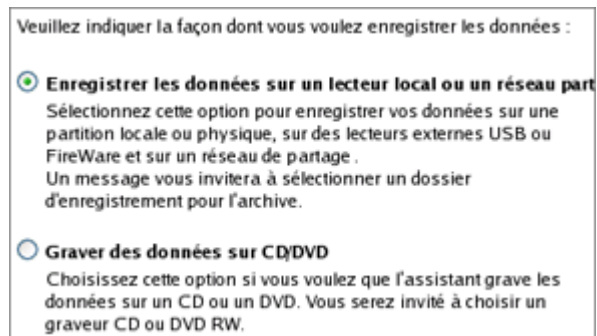 Veuillez indiquer la façon dont vous voulez enregistrer les données :
Enregistrer les données sur un lecteur local ou un réseau part
Sélectionnez cette option pour enregistrer vos données sur une
partition locale ou physique, sur des lecteurs externes USB ou
FireWare et sur un réseau de partage .
Un message vous invitera à sélectionner un dossier
d'enregistrement pour l'archive.
Graver des données sur CD/DVD
Choisissez cette option si vous voulez que l'assistant grave les
données sur un CD ou un DVD. Vous serez invité à choisir un
graveur CD ou DVD RW.